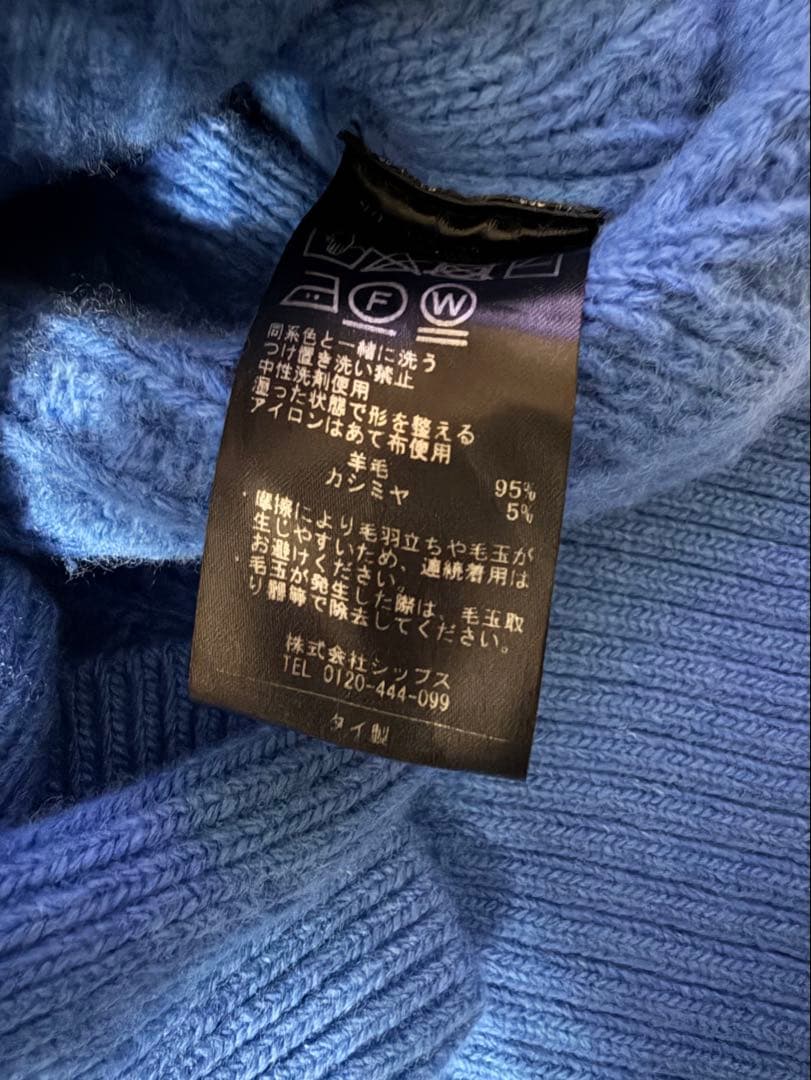 F W
同系色と一緒に洗う
つけ置き洗い禁止
中性洗剤使用
湿った状態で形を整える
アイロンはあて布使用
羊毛 95%
カシミヤ 5%
・摩擦により毛羽立ちや毛玉が
生じやすいため、連続着用は
お避けください。
・毛玉が発生した際は、毛玉取
り器等で除去してください。
株式会社シップス
TEL 0120-444-099
タイ製